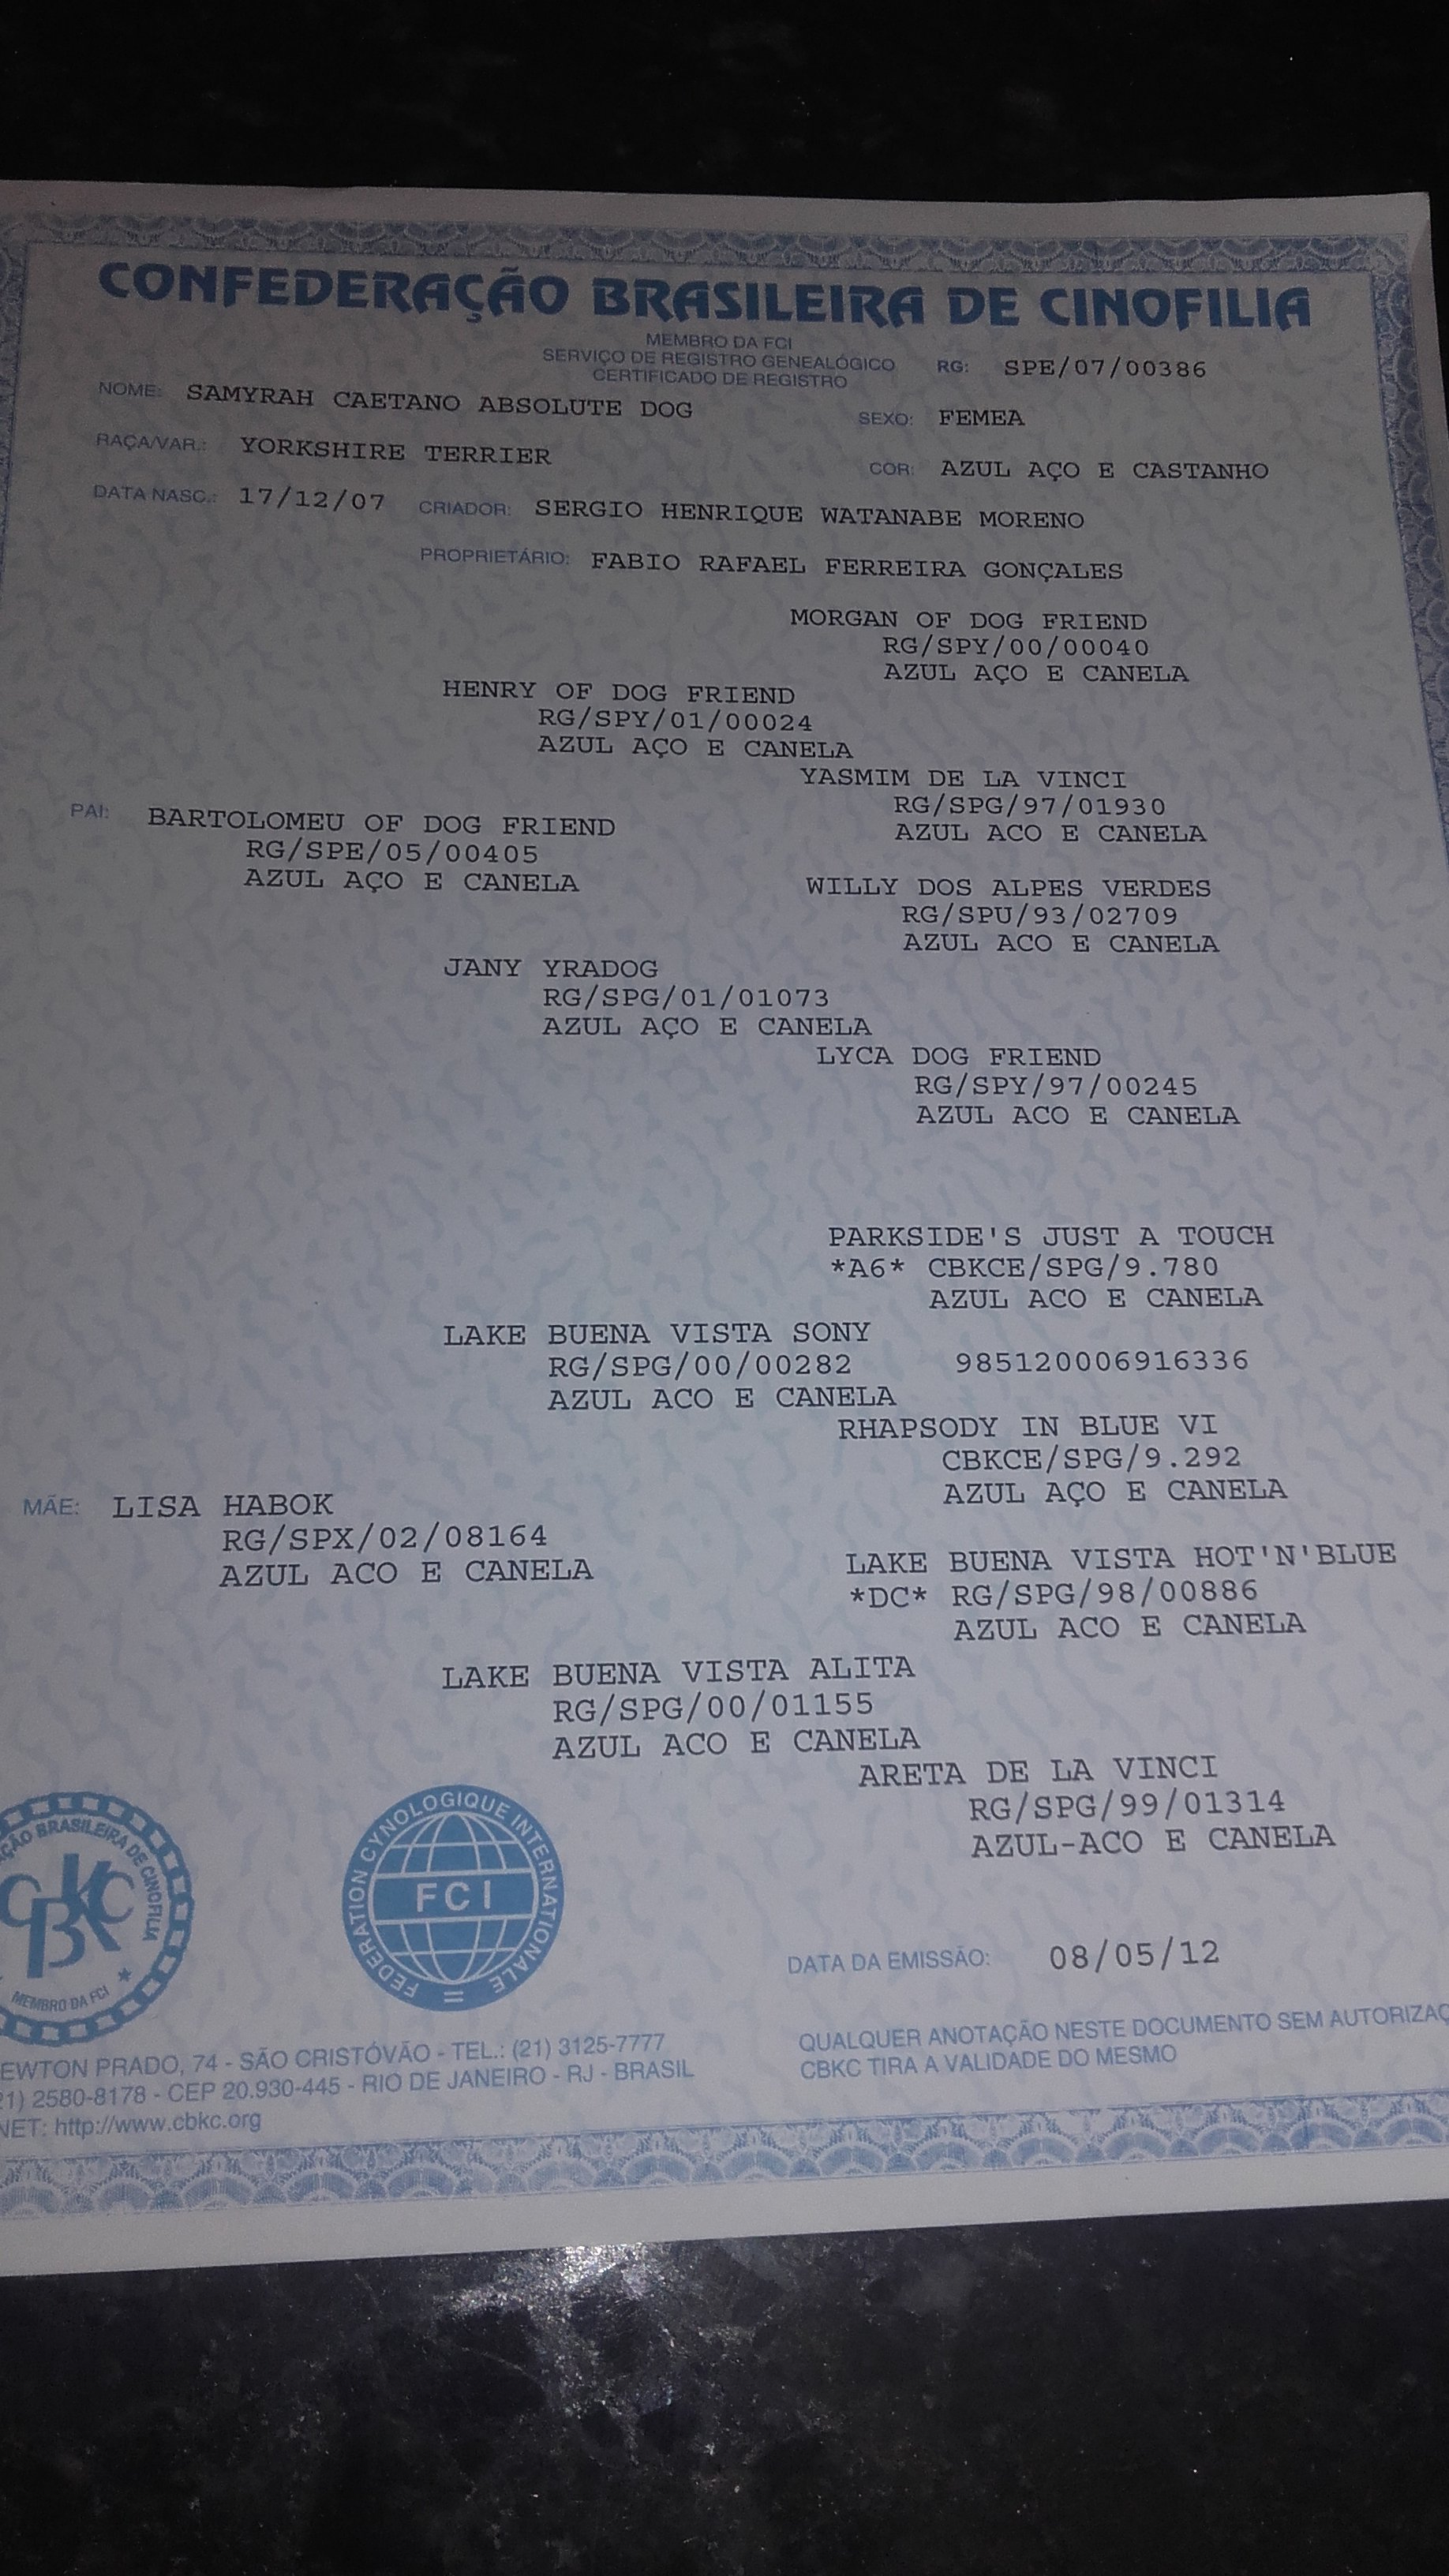 CONFEDERAÇÃO BRASILEIRA DE CINOFILIA
MEMBRO DA FCI
SERVIÇO DE REGISTRO GENEALÓGICO
CERTIFICADO DE REGISTRO
RG: SPE/07/00386
NOME: SAMYRAH CAETANO ABSOLUTE DOG
SEXO: FEMEA
RAÇA/VAR.: YORKSHIRE TERRIER
COR: AZUL AÇO E CASTANHO
DATA NASC.: 17/12/07 CRIADOR: SERGIO HENRIQUE WATANABE MORENO
PROPRIETÁRIO: FABIO RAFAEL FERREIRA GONÇALES
MORGAN OF DOG FRIEND
RG/SPY/00/00040
AZUL AÇO E CANELA
HENRY OF DOG FRIEND
RG/SPY/01/00024
AZUL AÇO E CANELA
YASMIM DE LA VINCI
RG/SPG/97/01930
AZUL ACO E CANELA
PAI: BARTOLOMEU OF DOG FRIEND
RG/SPE/05/00405
AZUL AÇO E CANELA
WILLY DOS ALPES VERDES
RG/SPU/93/02709
AZUL ACO E CANELA
JANY YRADOG
RG/SPG/01/01073
AZUL AÇO E CANELA
LYCA DOG FRIEND
RG/SPY/97/00245
AZUL ACO E CANELA
PARKSIDE'S JUST A TOUCH
*A6* CBKCE/SPG/9.780
AZUL ACO E CANELA
LAKE BUENA VISTA SONY
RG/SPG/00/00282 985120006916336
AZUL ACO E CANELA
RHAPSODY IN BLUE VI
CBKCE/SPG/9.292
AZUL AÇO E CANELA
MÃE: LISA HABOK
RG/SPX/02/08164
AZUL ACO E CANELA
LAKE BUENA VISTA HOT'N'BLUE
*DC* RG/SPG/98/00886
AZUL ACO E CANELA
LAKE BUENA VISTA ALITA
RG/SPG/00/01155
AZUL ACO E CANELA
ARETA DE LA VINCI
RG/SPG/99/01314
AZUL-ACO E CANELA
ÇÃO BRASILEIRA DE CINOFILIA
CBKC
MEMBRO DA FCI
FEDERATION CYNOLOGIQUE INTERNATIONALE
FCI
DATA DA EMISSÃO: 08/05/12
EWTON PRADO, 74 - SÃO CRISTÓVÃO - TEL.: (21) 3125-7777
21) 2580-8178 - CEP 20.930-445 - RIO DE JANEIRO - RJ - BRASIL
NET: http://www.cbkc.org
QUALQUER ANOTAÇÃO NESTE DOCUMENTO SEM AUTORIZAÇ
CBKC TIRA A VALIDADE DO MESMO